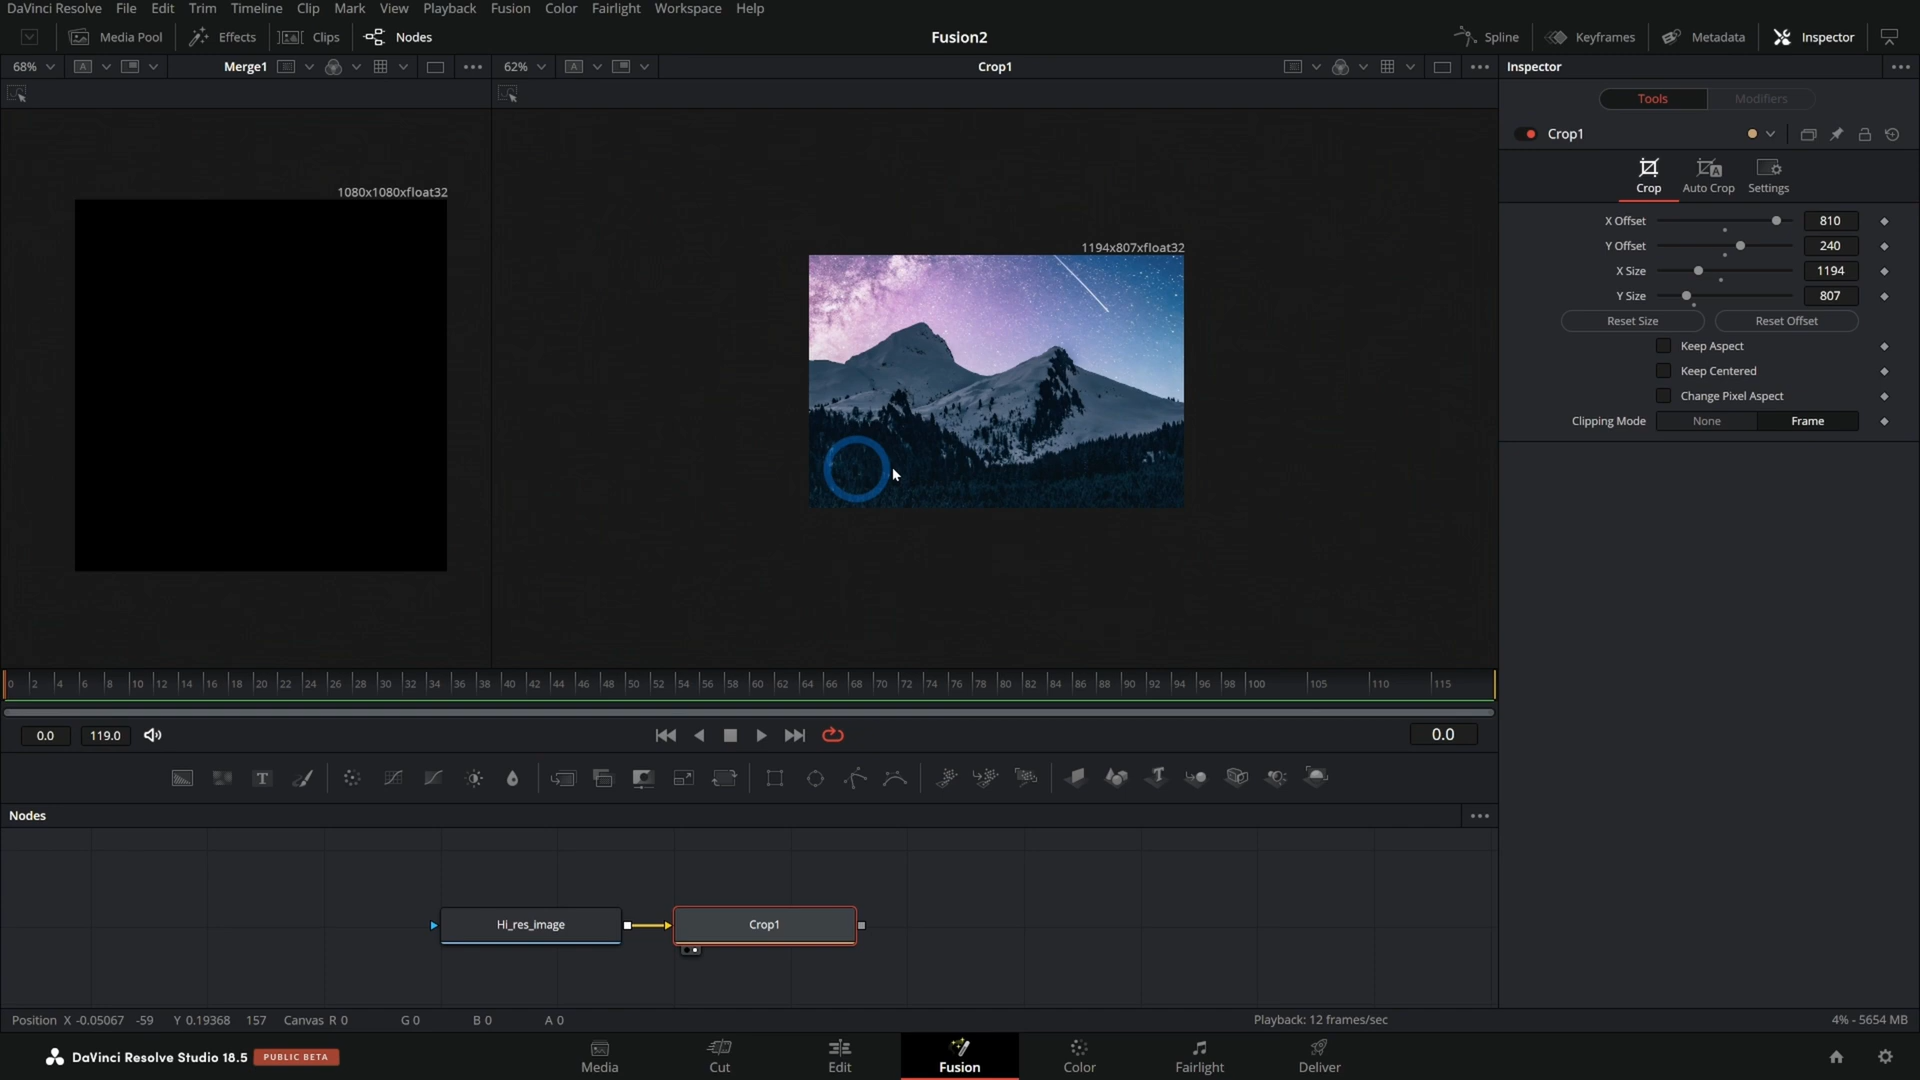 DaVinci Resolve File Edit Trim Timeline Clip Mark View Playback Fusion Color Fairlight Workspace Help
Media Pool Effects Clips Nodes Fusion2 Spline Keyframes Metadata Inspector
68% A Merge1 62% A Crop1 Inspector
Tools Modifiers
Crop1
Crop Auto Crop Settings
1080x1080xfloat32
1194x807xfloat32
X Offset 810
Y Offset 240
X Size 1194
Y Size 807
Reset Size Reset Offset
Keep Aspect
Keep Centered
Change Pixel Aspect
Clipping Mode None Frame
0 2 4 6 8 10 12 14 16 18 20 22 24 26 28 30 32 34 36 38 40 42 44 46 48 50 52 54 56 58 60 62 64 66 68 70 72 74 76 78 80 82 84 86 88 90 92 94 96 98 100 105 110 115
0.0 119.0 0.0
T
Nodes
Hi_res_image Crop1
Position X -0.05067 -59 Y 0.19368 157 Canvas R 0 G 0 B 0 A 0 Playback: 12 frames/sec 4% - 5654 MB
DaVinci Resolve Studio 18.5 PUBLIC BETA
Media Cut Edit Fusion Color Fairlight Deliver